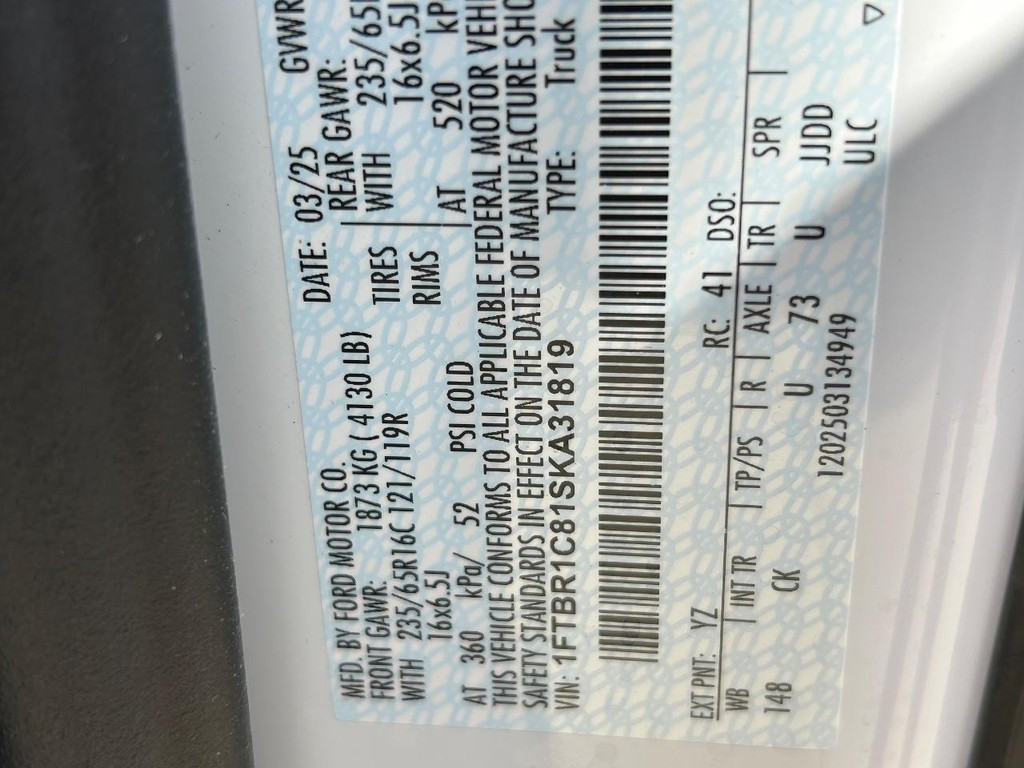 MFD. BY FORD MOTOR CO. DATE: 03/25 GVWR
FRONT GAWR: 1873 KG ( 4130 LB) REAR GAWR:
WITH 235/65R16C 121/119R TIRES WITH 235/65
16x6.5J RIMS 16x6.5J
AT 360 kPa/ 52 PSI COLD AT 520 kP
THIS VEHICLE CONFORMS TO ALL APPLICABLE FEDERAL MOTOR VEHI
SAFETY STANDARDS IN EFFECT ON THE DATE OF MANUFACTURE SHO
VIN: 1FTBR1C81SKA31819 TYPE: Truck
EXT PNT: YZ RC: 41 DSO:
WB | INT TR | TP/PS | R | AXLE | TR | SPR |
148 CK U 73 U JJDD
120250313494​9 ULC